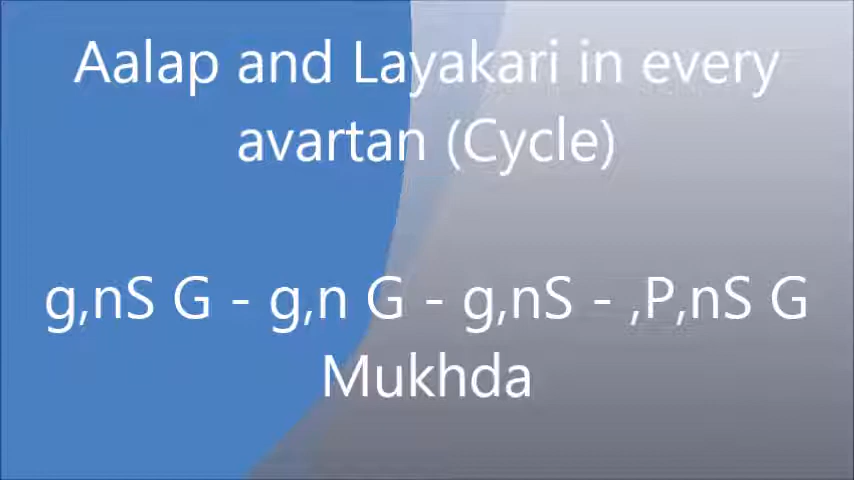 Aalap and Layakari in every
avartan (Cycle)
g,nS G - g,n G - g,nS - ,P,nS G
Mukhda